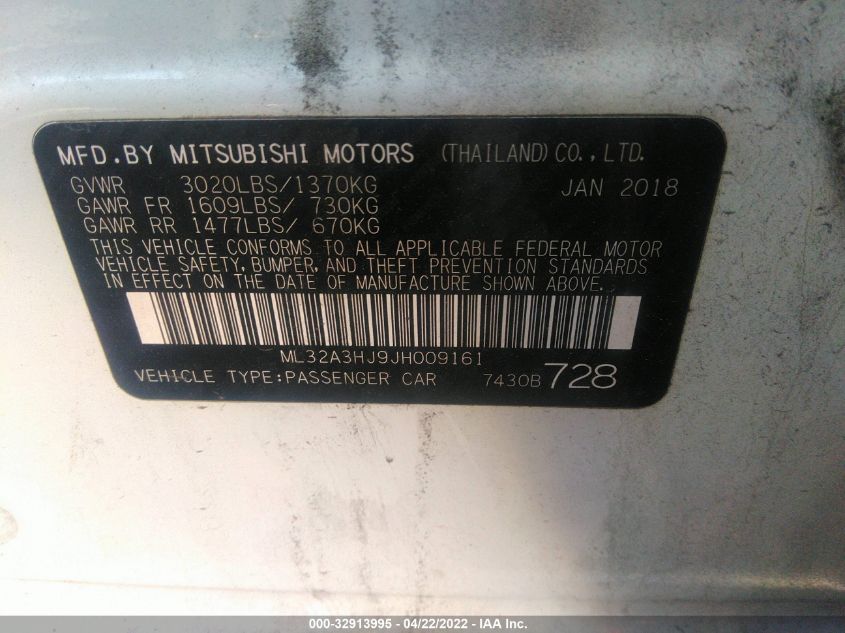 MFD.BY MITSUBISHI MOTORS (THAILAND)CO.,LTD.
GVWR 3020LBS/1370KG JAN 2018
GAWR FR 1609LBS/ 730KG
GAWR RR 1477LBS/ 670KG
THIS VEHICLE CONFORMS TO ALL APPLICABLE FEDERAL MOTOR
VEHICLE SAFETY, BUMPER, AND THEFT PREVENTION STANDARDS
IN EFFECT ON THE DATE OF MANUFACTURE SHOWN ABOVE.
ML32A3HJ9JH009161
VEHICLE TYPE:PASSENGER CAR 7430B 728
000-32913995 - 04/22/2022 - IAA Inc.